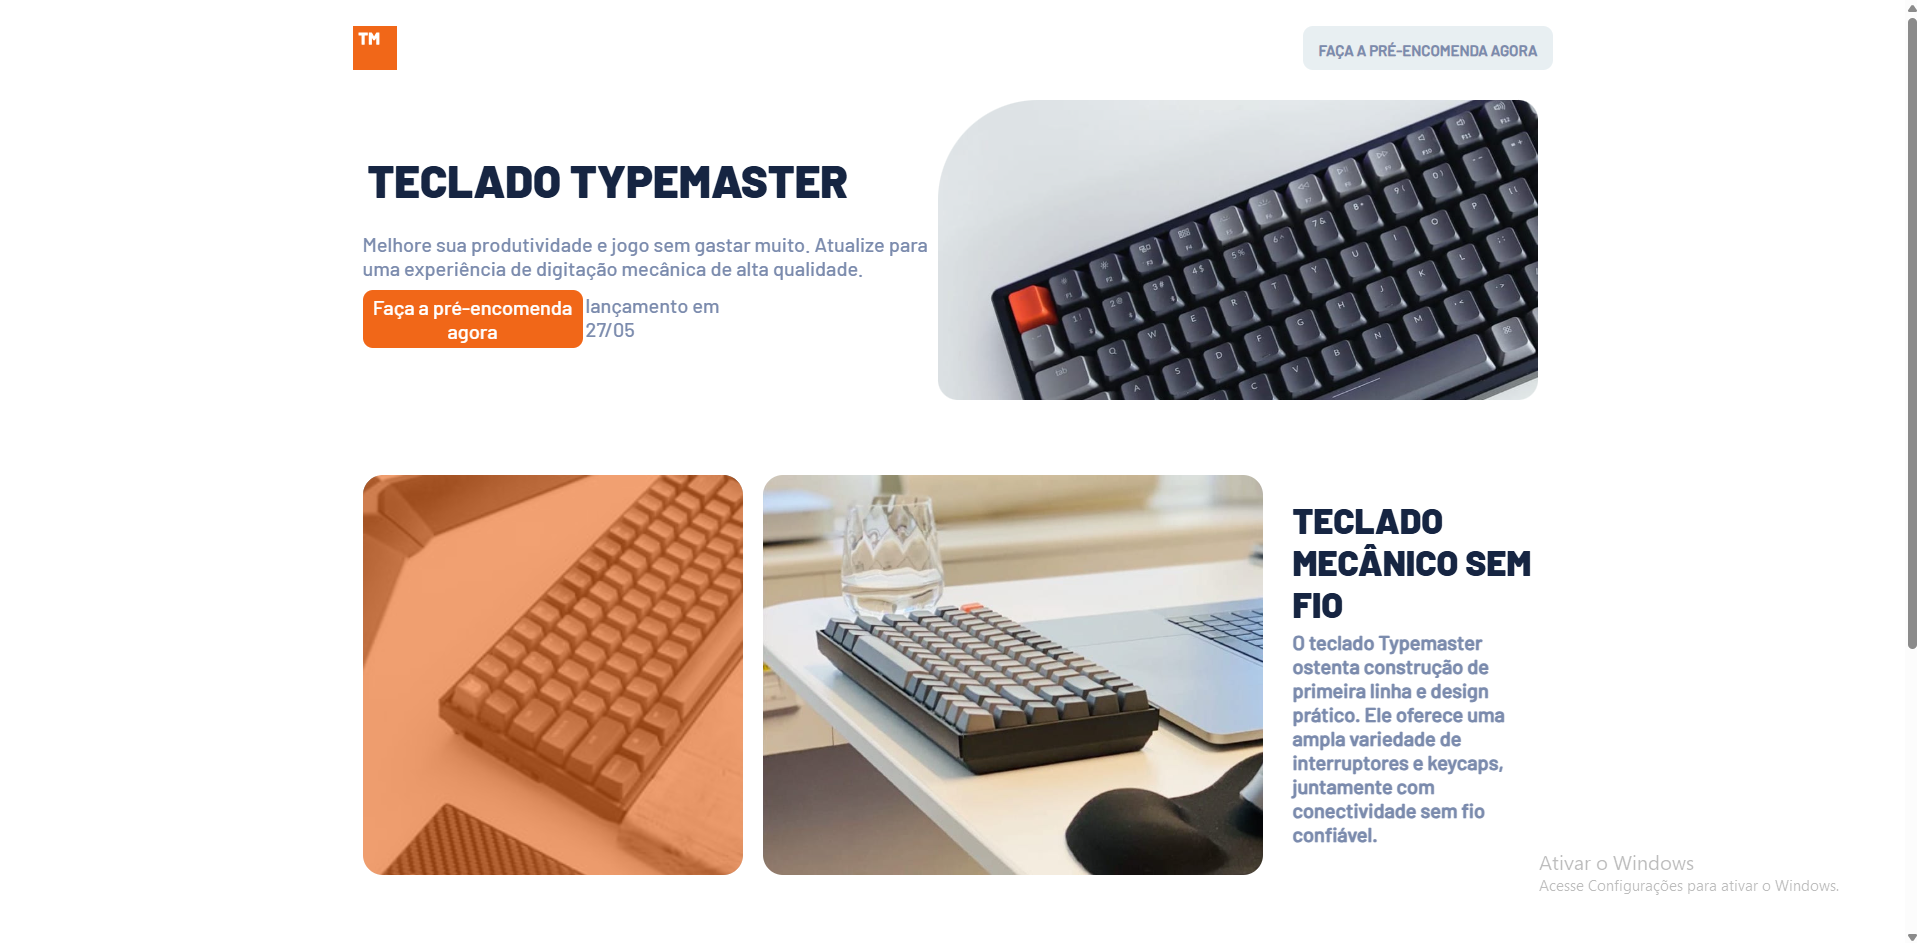 TM
FAÇA A PRÉ-ENCOMENDA AGORA
TECLADO TYPEMASTER
Melhore sua produtividade e jogo sem gastar muito. Atualize para
uma experiência de digitação mecânica de alta qualidade.
Faça a pré-encomenda
agora
lançamento em
27/05
TECLADO
MECÂNICO SEM
FIO
O teclado Typemaster
ostenta construção de
primeira linha e design
prático. Ele oferece uma
ampla variedade de
interruptores e keycaps,
juntamente com
conectividade sem fio
confiável.
Ativar o Windows
Acesse Configurações para ativar o Windows.